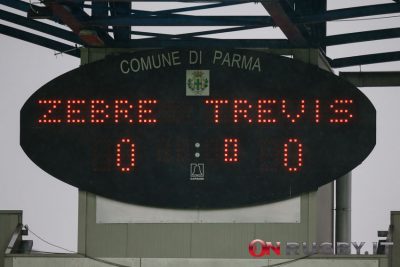 COMUNE DI PARMA
ZEBRE TREVIS
0 : 0 0
ONRUGBY.IT